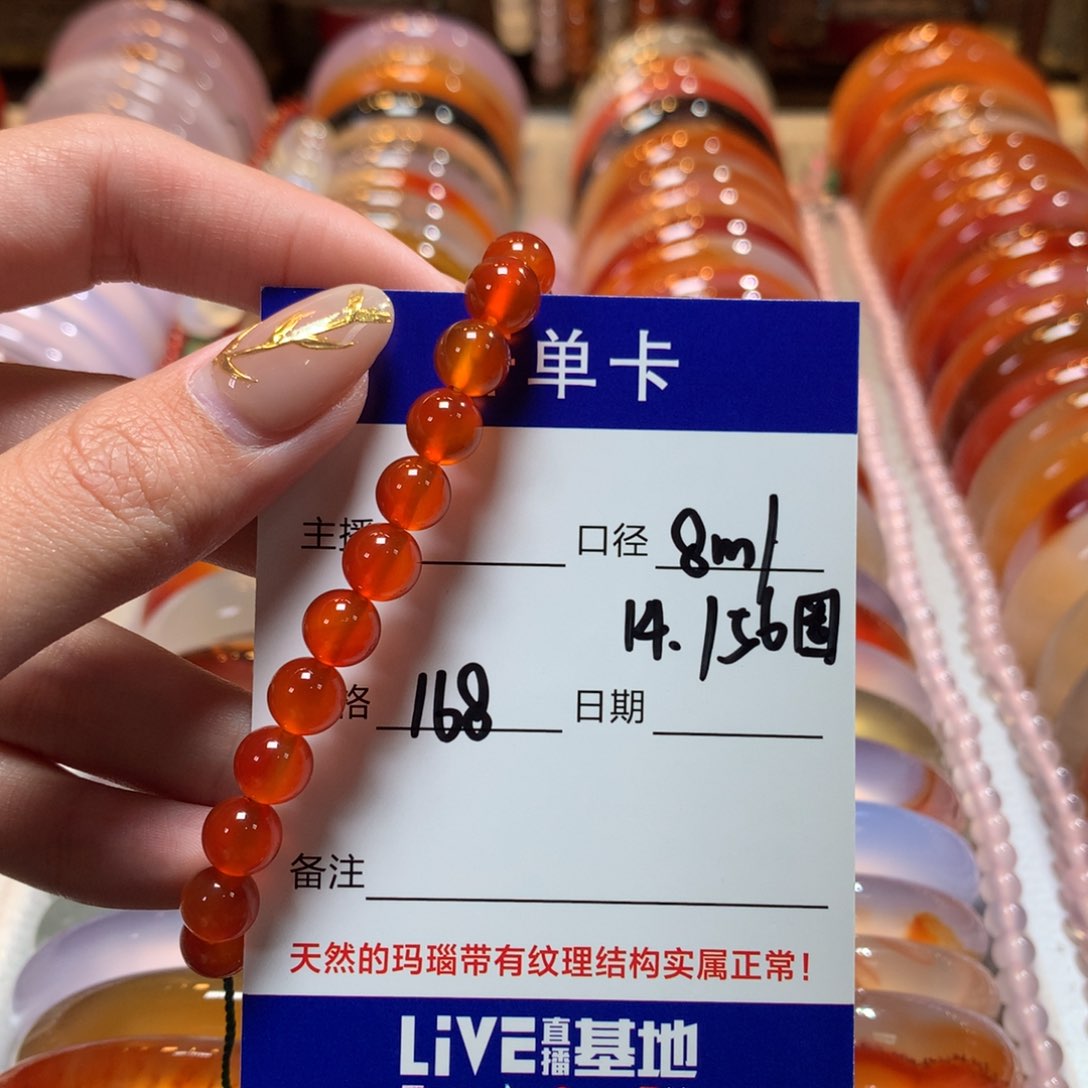 单卡
主播 口径 8m/
14.156圈
格 168 日期
备注
天然的玛瑙带有纹理结构实属正常!
LiVE直播基地